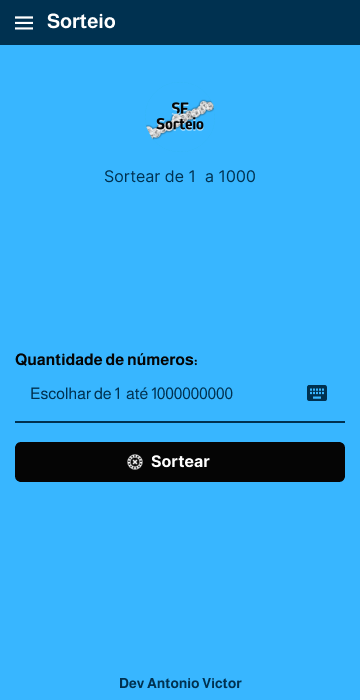 Sorteio
SF
Sorteio
Sortear de 1 a 1000
Quantidade de números:
Escolhar de 1 até 1000000000
Sortear
Dev Antonio Victor